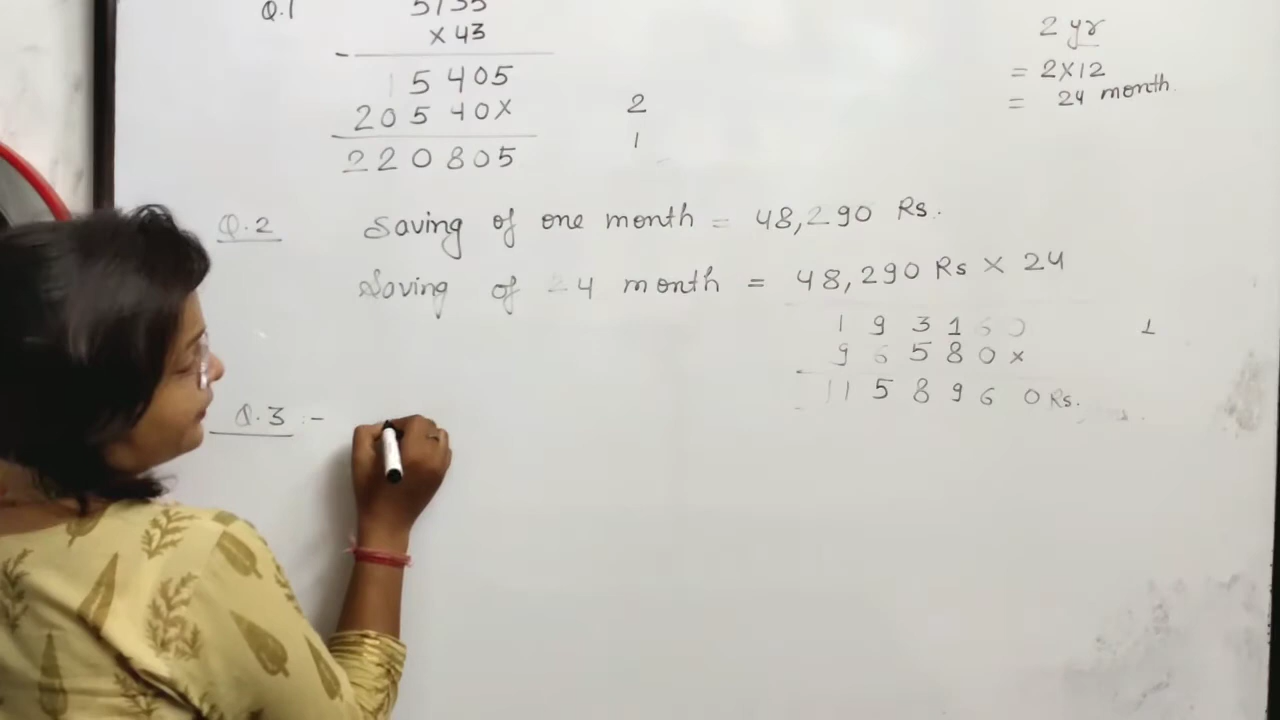 Q.1 5135
× 43
15405
20540×
220805
2
1
2 yr
= 2×12
= 24 month
Q.2 Saving of one month = 48,290 Rs.
Saving of 24 month = 48,290 Rs × 24
193160
96580×
1158960 Rs.
1
Q.3 :-